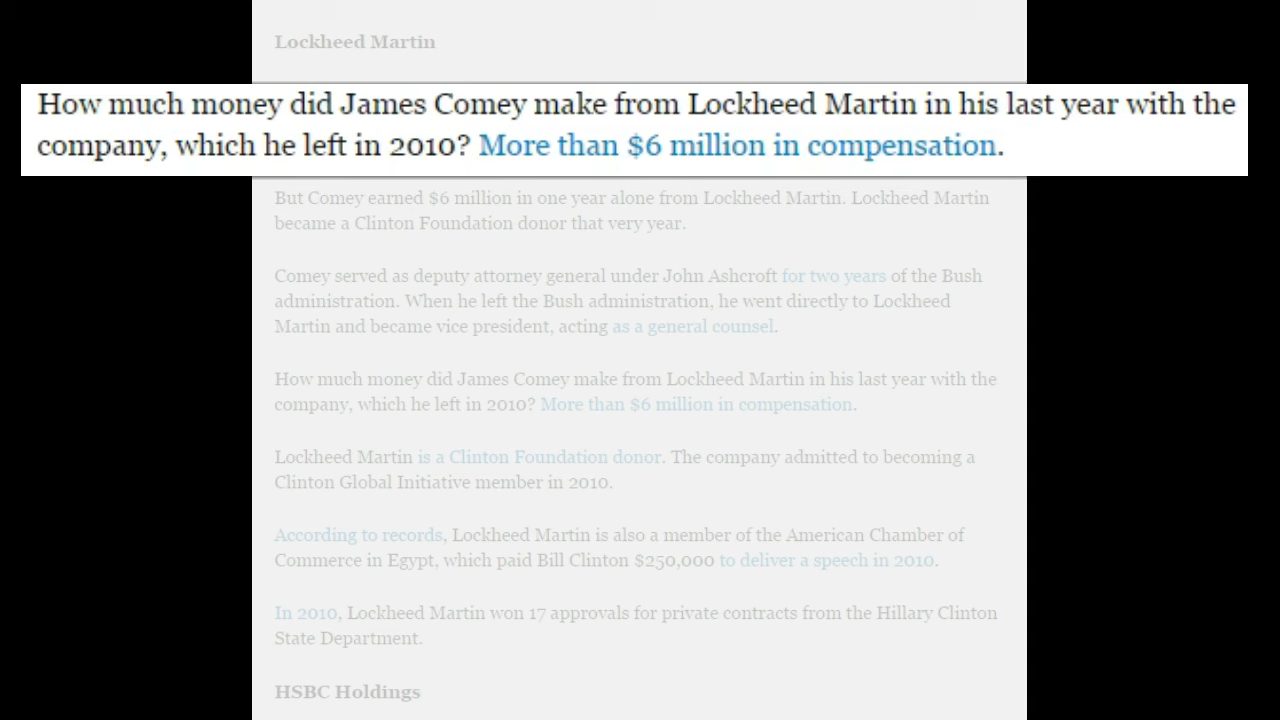 Lockheed Martin
How much money did James Comey make from Lockheed Martin in his last year with the
company, which he left in 2010? More than $6 million in compensation.
But Comey earned $6 million in one year alone from Lockheed Martin. Lockheed Martin
became a Clinton Foundation donor that very year.
Comey served as deputy attorney general under John Ashcroft for two years of the Bush
administration. When he left the Bush administration, he went directly to Lockheed
Martin and became vice president, acting as a general counsel.
How much money did James Comey make from Lockheed Martin in his last year with the
company, which he left in 2010? More than $6 million in compensation.
Lockheed Martin is a Clinton Foundation donor. The company admitted to becoming a
Clinton Global Initiative member in 2010.
According to records, Lockheed Martin is also a member of the American Chamber of
Commerce in Egypt, which paid Bill Clinton $250,000 to deliver a speech in 2010.
In 2010, Lockheed Martin won 17 approvals for private contracts from the Hillary Clinton
State Department.
HSBC Holdings